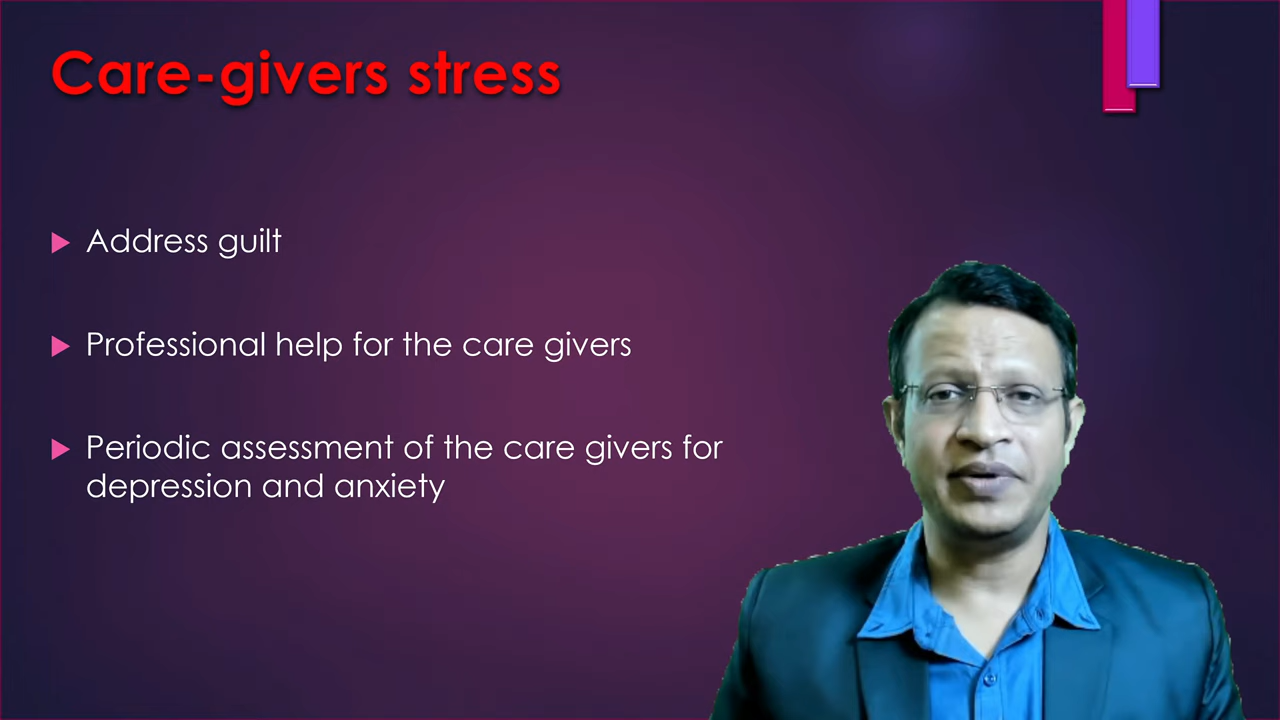 Care-givers stress
Address guilt
Professional help for the care givers
Periodic assessment of the care givers for
depression and anxiety